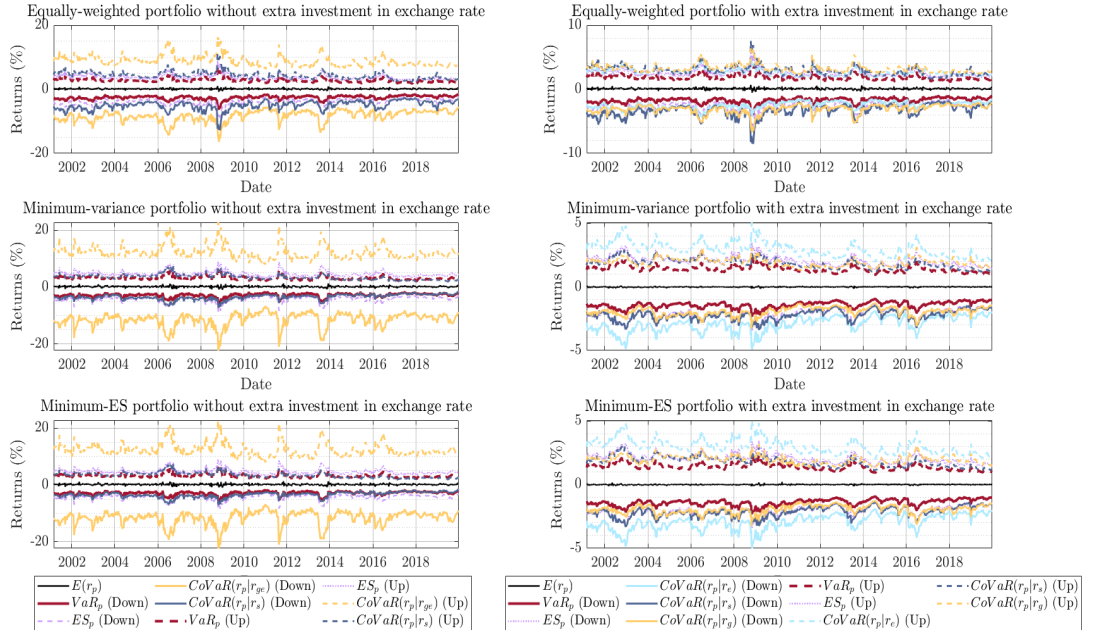 Equally-weighted portfolio without extra investment in exchange rate
20
0
-20
Returns (%)
2002 2004 2006 2008 2010 2012 2014 2016 2018
Date
Equally-weighted portfolio with extra investment in exchange rate
10
0
-10
Returns (%)
2002 2004 2006 2008 2010 2012 2014 2016 2018
Date
Minimum-variance portfolio without extra investment in exchange rate
20
0
-20
Returns (%)
2002 2004 2006 2008 2010 2012 2014 2016 2018
Date
Minimum-variance portfolio with extra investment in exchange rate
5
0
-5
Returns (%)
2002 2004 2006 2008 2010 2012 2014 2016 2018
Date
Minimum-ES portfolio without extra investment in exchange rate
20
0
-20
Returns (%)
2002 2004 2006 2008 2010 2012 2014 2016 2018
Minimum-ES portfolio with extra investment in exchange rate
5
0
-5
Returns (%)
2002 2004 2006 2008 2010 2012 2014 2016 2018
E(r_p) CoVaR(r_p|r_ge) (Down) ES_p (Up)
VaR_p (Down) CoVaR(r_p|r_s) (Down) CoVaR(r_p|r_ge) (Up)
ES_p (Down) VaR_p (Up) CoVaR(r_p|r_s) (Up)
E(r_p) CoVaR(r_p|r_e) (Down) VaR_p (Up) CoVaR(r_p|r_s) (Up)
VaR_p (Down) CoVaR(r_p|r_s) (Down) ES_p (Up) CoVaR(r_p|r_g) (Up)
ES_p (Down) CoVaR(r_p|r_g) (Down) CoVaR(r_p|r_e) (Up)